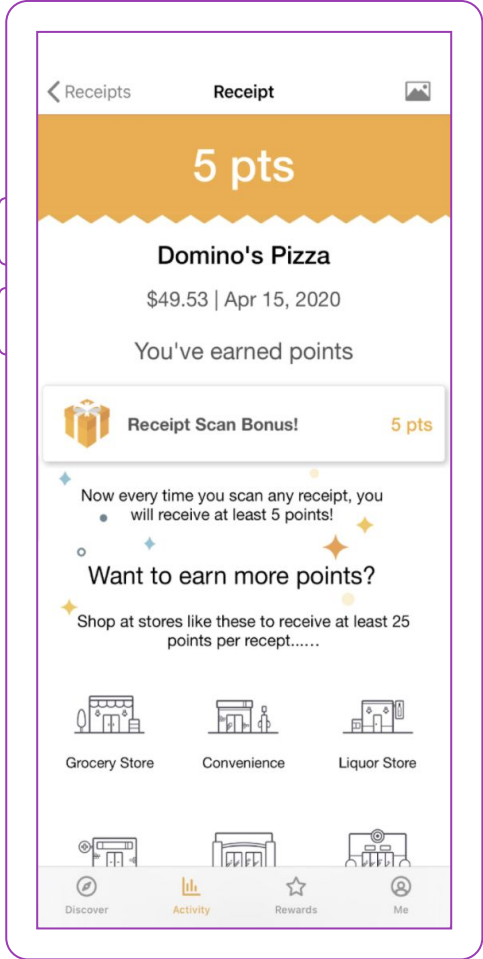 Receipts
Receipt
5 pts
Domino's Pizza
$49.53 | Apr 15, 2020
You've earned points
Receipt Scan Bonus!
5 pts
Now every time you scan any receipt, you
will receive at least 5 points!
Want to earn more points?
Shop at stores like these to receive at least 25
points per recept......
Grocery Store
Convenience
Liquor Store
Discover
Activity
Rewards
Me